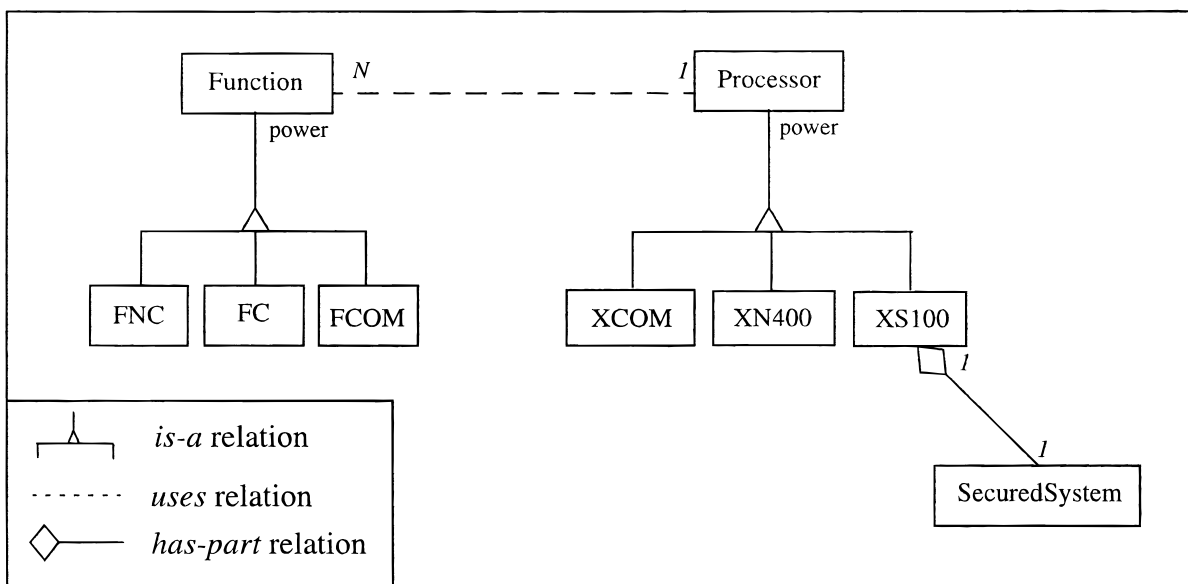 Function
N
1
Processor
power
power
FNC
FC
FCOM
XCOM
XN400
XS100
1
is-a relation
1
uses relation
SecuredSystem
has-part relation